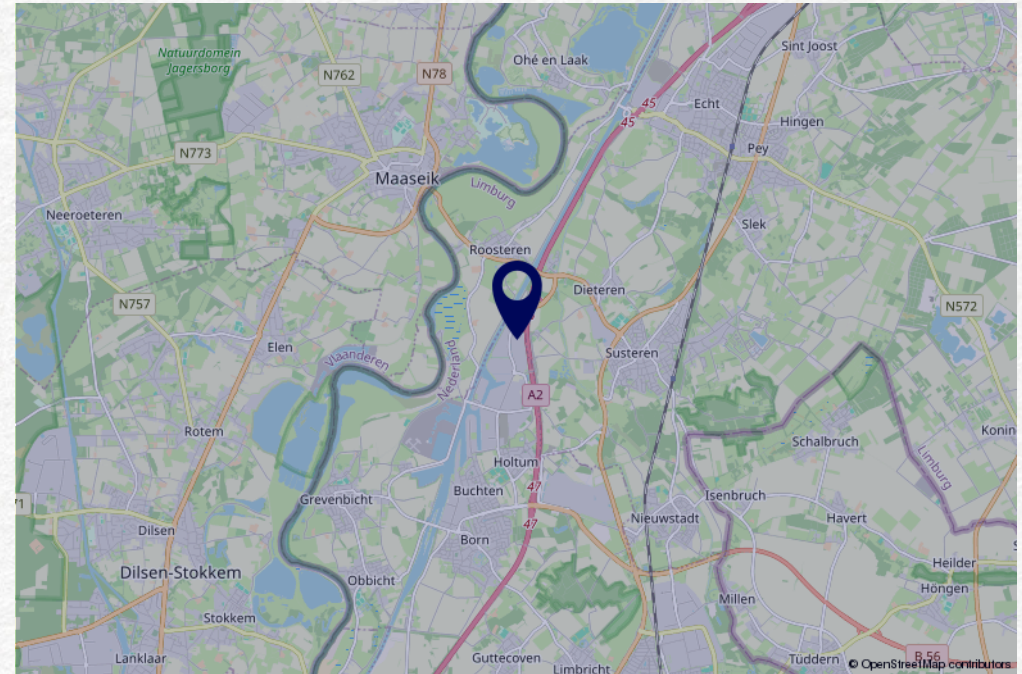 Natuurdomein
Jagersborg
N762
N78
Ohé en Laak
Sint Joost
45
45
Echt
Hingen
N773
Pey
Maaseik
Limburg
Neeroeteren
Slek
Roosteren
N757
Dieteren
N572
Elen
Vlaanderen
Nederland
Susteren
A2
Rotem
Schalbruch
Konin
Limburg
Holtum
Buchten
47
Grevenbicht
Isenbruch
71
Nieuwstadt
Havert
47
Dilsen
Born
Dilsen-Stokkem
Obbicht
Heilder
Höngen
Millen
Stokkem
Lanklaar
Guttecoven
Limbricht
Tüddern
B 56
© OpenStreetMap contributors